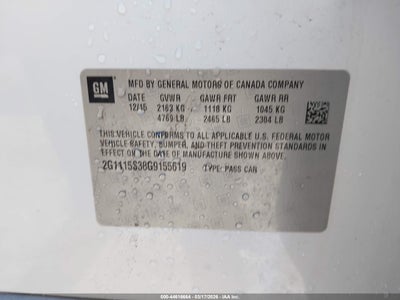 GM
MFD BY GENERAL MOTORS OF CANADA COMPANY
DATE GVWR GAWR FRT GAWR RR
12/15 2163 KG 1118 KG 1045 KG
4769 LB 2465 LB 2304 LB
THIS VEHICLE CONFORMS TO ALL APPLICABLE U.S. FEDERAL MOTOR
VEHICLE SAFETY, BUMPER, AND THEFT PREVENTION STANDARDS IN
EFFECT ON THE DATE OF MANUFACTURE SHOWN ABOVE.
2G1115S38G9155619 TYPE: PASS CAR
000-44616664 | 03/17/2026 | IAA, Inc.